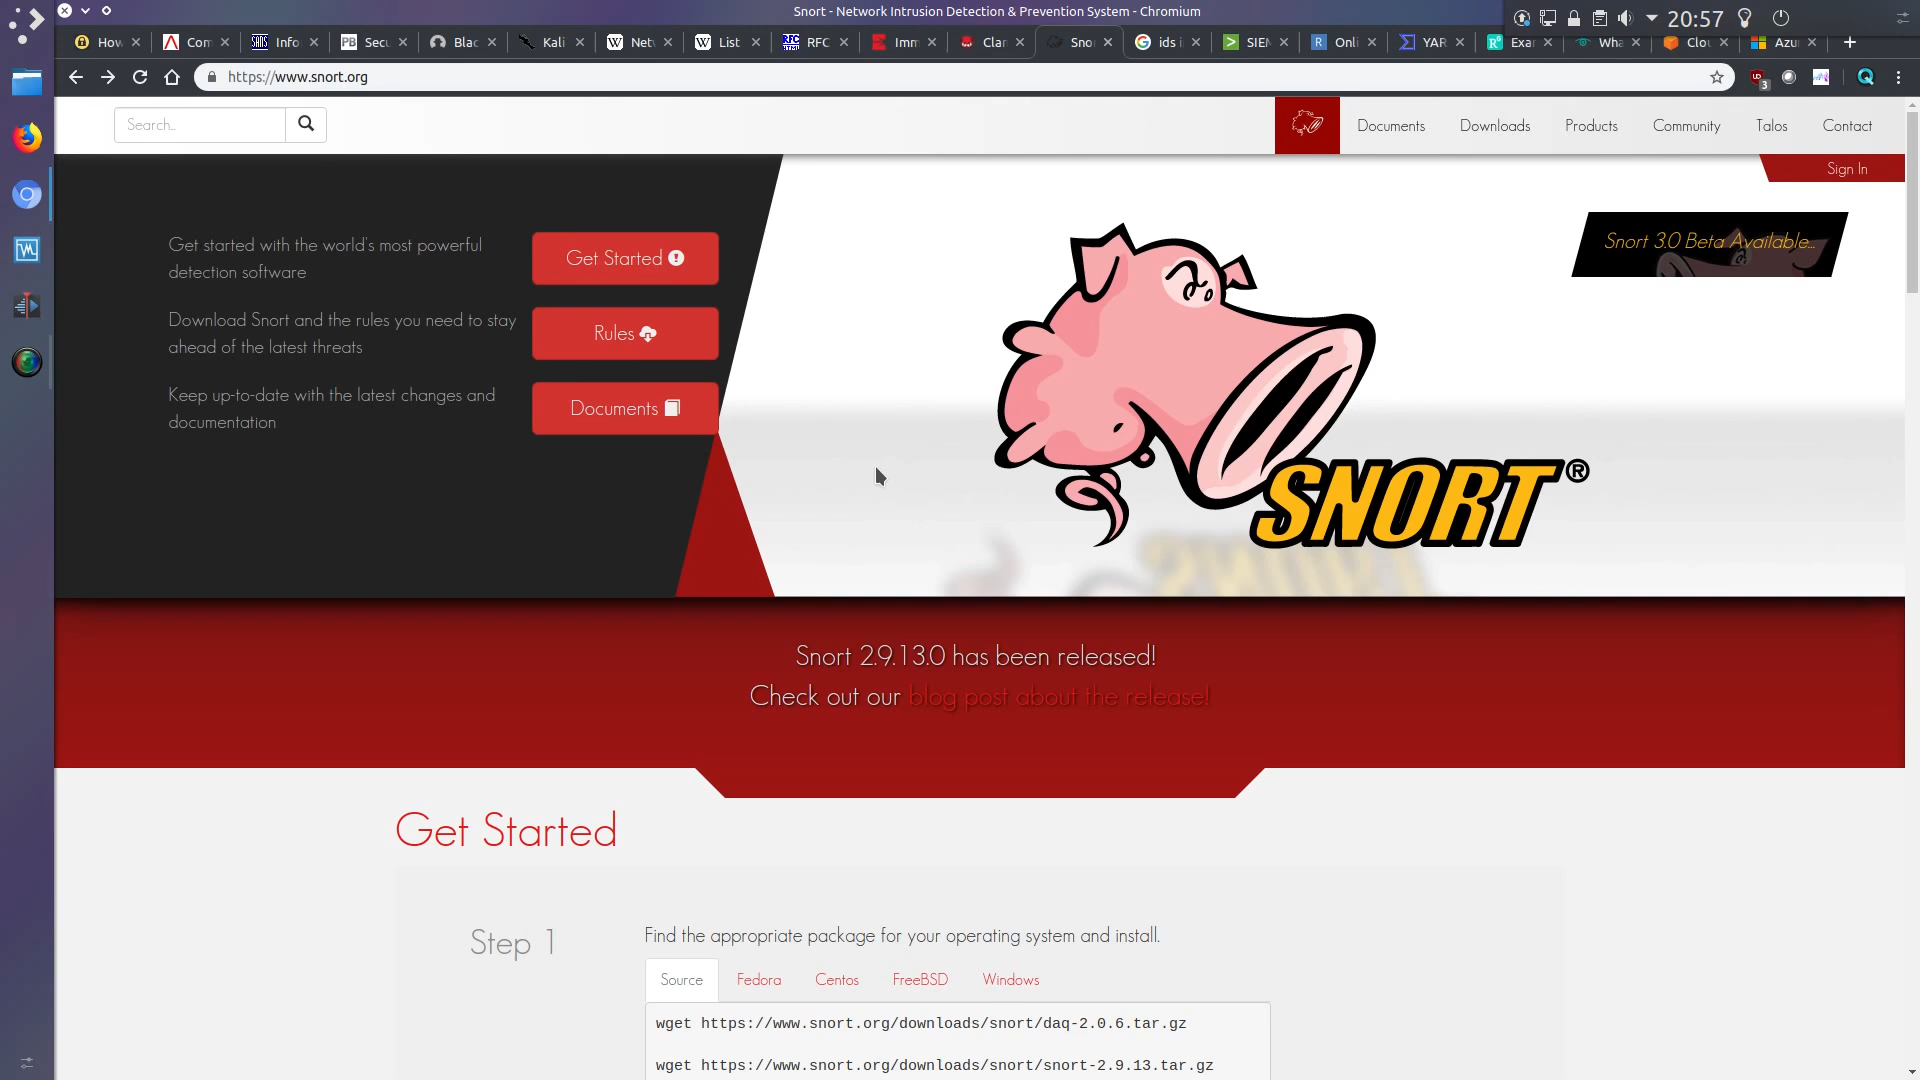 Snort - Network Intrusion Detection & Prevention System - Chromium
20:57
How
Com
SANS Info
PB Secu
Blac
Kali
W Netw
W List
RFC
Imm
Clar
Snor
G ids i
SIEM
R Onli
YAR
Exar
Wha
Clou
Azur
https://www.snort.org
3
Search..
Documents
Downloads
Products
Community
Talos
Contact
Sign In
Get started with the world's most powerful
detection software
Get Started
Snort 3.0 Beta Available...
Download Snort and the rules you need to stay
ahead of the latest threats
Rules
Keep up-to-date with the latest changes and
documentation
Documents
SNORT®
Snort 2.9.13.0 has been released!
Check out our blog post about the release!
Get Started
Step 1
Find the appropriate package for your operating system and install.
Source
Fedora
Centos
FreeBSD
Windows
wget https://www.snort.org/downloads/snort/daq-2.0.6.tar.gz
wget https://www.snort.org/downloads/snort/snort-2.9.13.tar.gz